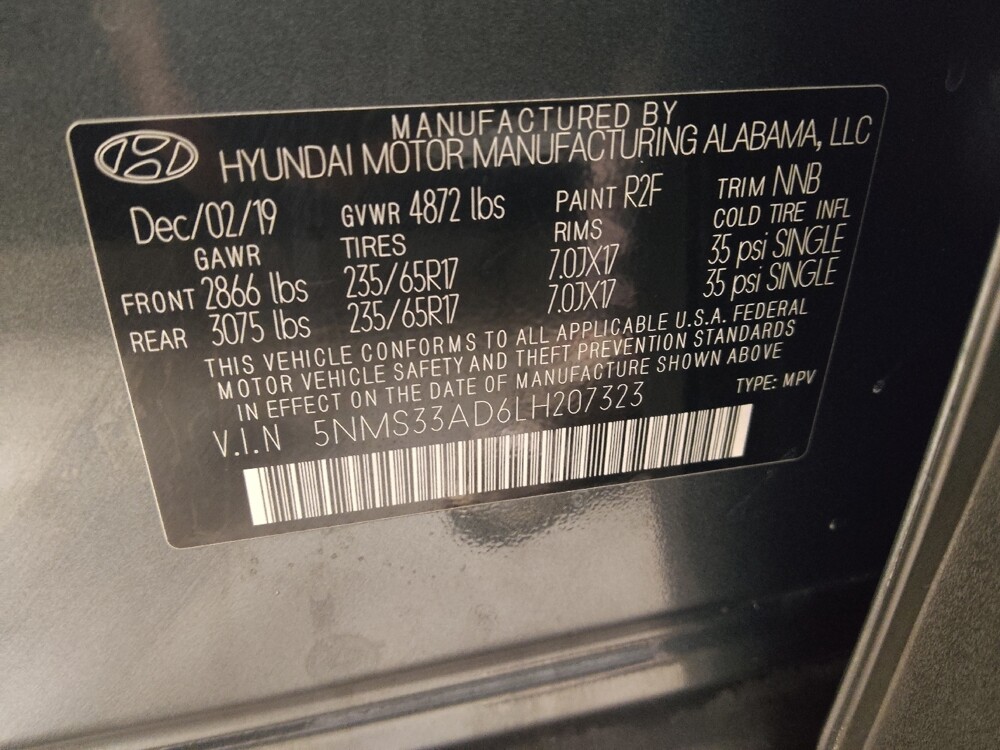 MANUFACTURED BY
HYUNDAI MOTOR MANUFACTURING ALABAMA, LLC
Dec/02/19 GVWR 4872 lbs PAINT R2F TRIM NNB
GAWR TIRES RIMS COLD TIRE INFL
FRONT 2866 lbs 235/65R17 7.0JX17 35 psi SINGLE
REAR 3075 lbs 235/65R17 7.0JX17 35 psi SINGLE
THIS VEHICLE CONFORMS TO ALL APPLICABLE U.S.A. FEDERAL
MOTOR VEHICLE SAFETY AND THEFT PREVENTION STANDARDS
IN EFFECT ON THE DATE OF MANUFACTURE SHOWN ABOVE
V.I.N 5NMS33AD6LH207323 TYPE: MPV